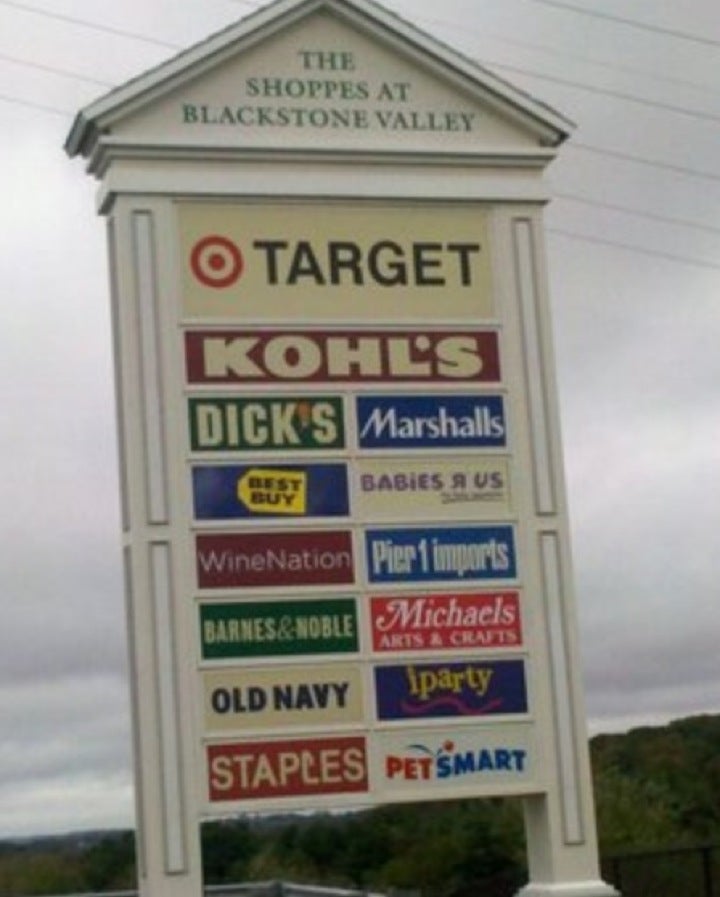 THE
SHOPPES AT
BLACKSTONE VALLEY
TARGET
KOHL'S
DICK'S
Marshalls
BEST
BUY
BABIES R US
WineNation
Pier 1 imports
BARNES&NOBLE
Michaels
ARTS & CRAFTS
OLD NAVY
iparty
STAPLES
PETSMART